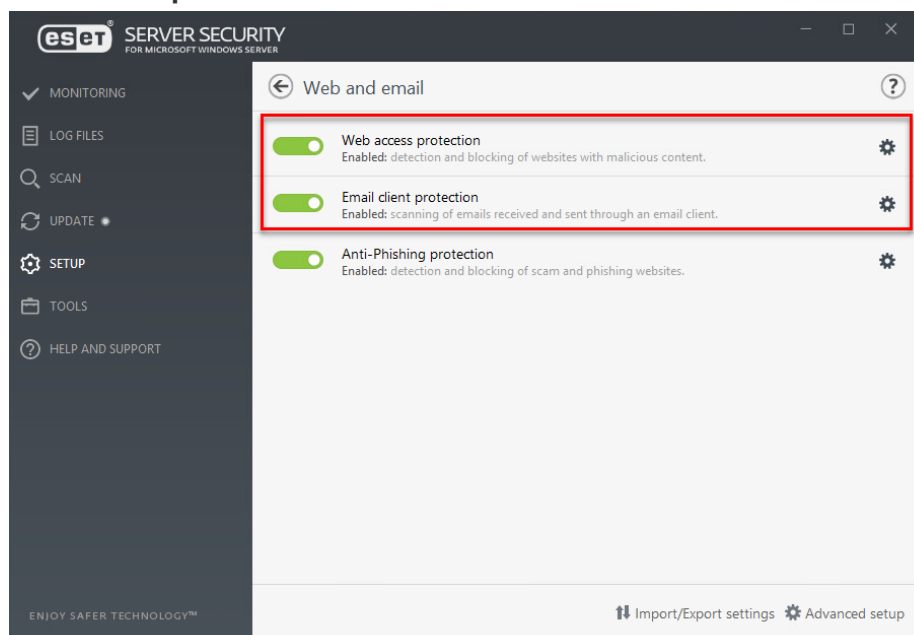 eset SERVER SECURITY
FOR MICROSOFT WINDOWS SERVER
MONITORING
LOG FILES
SCAN
UPDATE
SETUP
TOOLS
HELP AND SUPPORT
ENJOY SAFER TECHNOLOGY™
Web and email
?
Web access protection
Enabled: detection and blocking of websites with malicious content.
Email client protection
Enabled: scanning of emails received and sent through an email client.
Anti-Phishing protection
Enabled: detection and blocking of scam and phishing websites.
Import/Export settings Advanced setup